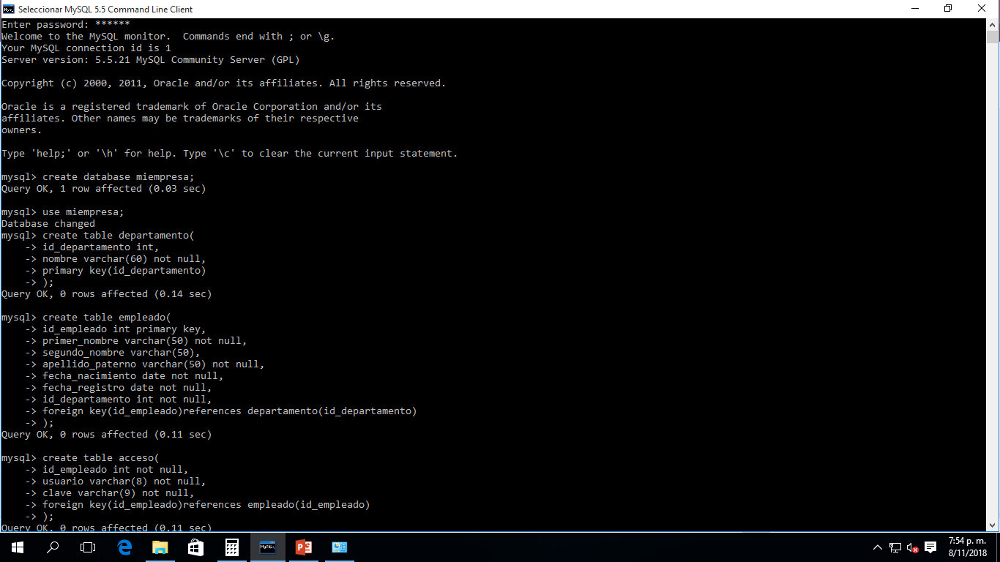 Seleccionar MySQL 5.5 Command Line Client
Enter password: ******
Welcome to the MySQL monitor.  Commands end with ; or \g.
Your MySQL connection id is 1
Server version: 5.5.21 MySQL Community Server (GPL)
Copyright (c) 2000, 2011, Oracle and/or its affiliates. All rights reserved.
Oracle is a registered trademark of Oracle Corporation and/or its
affiliates. Other names may be trademarks of their respective
owners.
Type 'help;' or '\h' for help. Type '\c' to clear the current input statement.
mysql> create database miempresa;
Query OK, 1 row affected (0.03 sec)
mysql> use miempresa;
Database changed
mysql> create table departamento(
    -> id_departamento int,
    -> nombre varchar(60) not null,
    -> primary key(id_departamento)
    -> );
Query OK, 0 rows affected (0.14 sec)
mysql> create table empleado(
    -> id_empleado int primary key,
    -> primer_nombre varchar(50) not null,
    -> segundo_nombre varchar(50),
    -> apellido_paterno varchar(50) not null,
    -> fecha_nacimiento date not null,
    -> fecha_registro date not null,
    -> id_departamento int not null,
    -> foreign key(id_empleado)references departamento(id_departamento)
    -> );
Query OK, 0 rows affected (0.11 sec)
mysql> create table acceso(
    -> id_empleado int not null,
    -> usuario varchar(8) not null,
    -> clave varchar(9) not null,
    -> foreign key(id_empleado)references empleado(id_empleado)
    -> );
Query OK, 0 rows affected (0.11 sec)
7:54 p. m.
8/11/2018